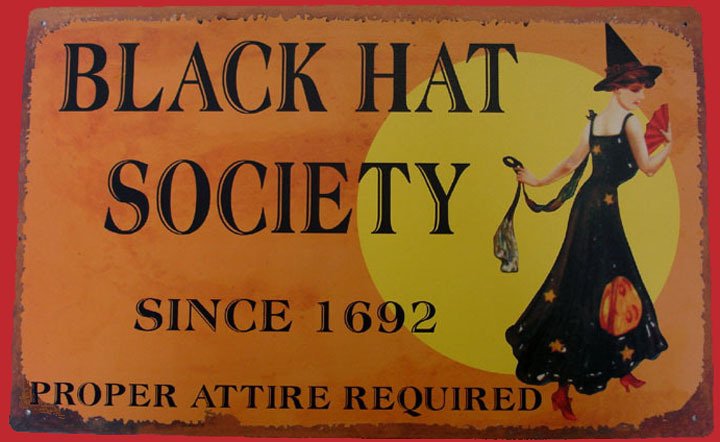 BLACK HAT
SOCIETY
SINCE 1692
PROPER ATTIRE REQUIRED